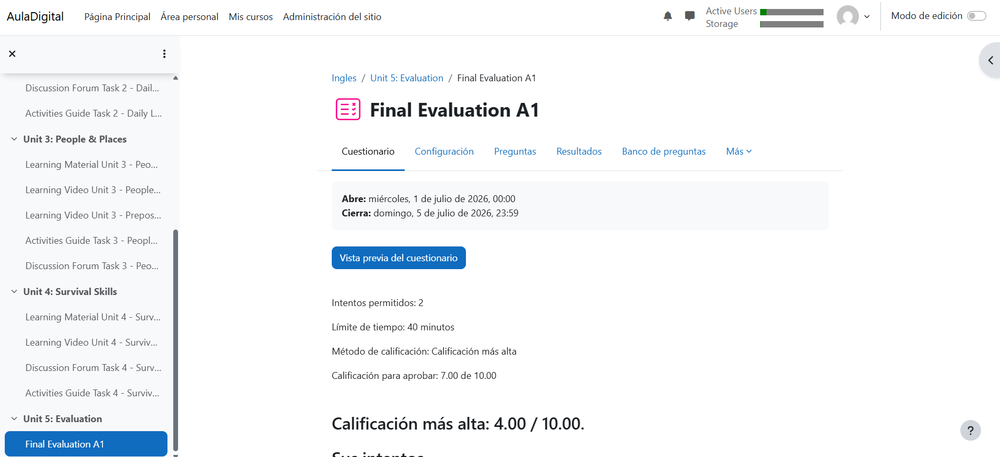 AulaDigital
Página Principal
Área personal
Mis cursos
Administración del sitio
Active Users
Storage
Modo de edición
Discussion Forum Task 2 - Dail...
Activities Guide Task 2 - Daily L...
Unit 3: People & Places
Learning Material Unit 3 - Peo...
Learning Video Unit 3 - People...
Learning Video Unit 3 - Prepos...
Activities Guide Task 3 - Peopl...
Discussion Forum Task 3 - Peo...
Unit 4: Survival Skills
Learning Material Unit 4 - Surv...
Learning Video Unit 4 - Surviv...
Discussion Forum Task 4 - Surv...
Activities Guide Task 4 - Surviv...
Unit 5: Evaluation
Final Evaluation A1
Ingles / Unit 5: Evaluation / Final Evaluation A1
Final Evaluation A1
Cuestionario
Configuración
Preguntas
Resultados
Banco de preguntas
Más
Abre: miércoles, 1 de julio de 2026, 00:00
Cierra: domingo, 5 de julio de 2026, 23:59
Vista previa del cuestionario
Intentos permitidos: 2
Límite de tiempo: 40 minutos
Método de calificación: Calificación más alta
Calificación para aprobar: 7.00 de 10.00
Calificación más alta: 4.00 / 10.00.
Sus intentos
?